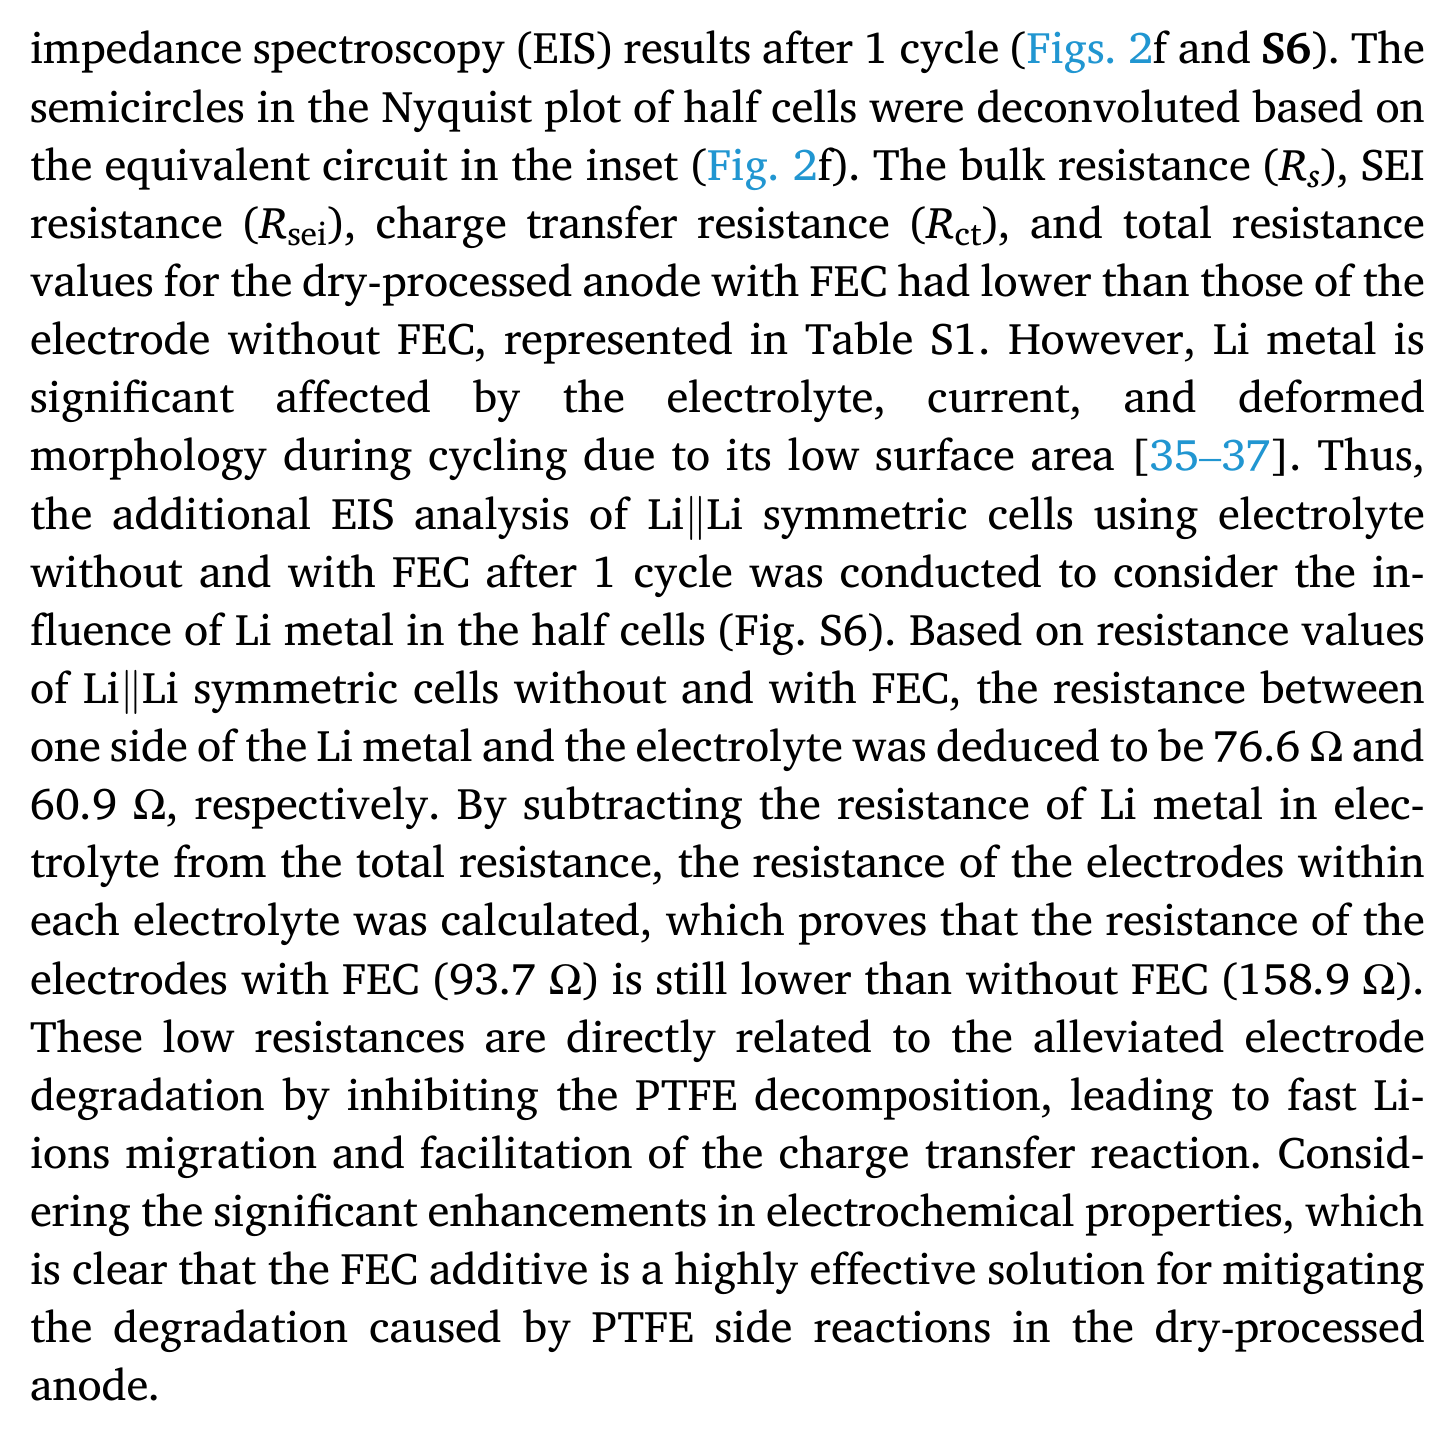 impedance spectroscopy (EIS) results after 1 cycle (Figs. 2f and S6). The
semicircles in the Nyquist plot of half cells were deconvoluted based on
the equivalent circuit in the inset (Fig. 2f). The bulk resistance (Rs), SEI
resistance (Rsei), charge transfer resistance (Rct), and total resistance
values for the dry-processed anode with FEC had lower than those of the
electrode without FEC, represented in Table S1. However, Li metal is
significant affected by the electrolyte, current, and deformed
morphology during cycling due to its low surface area [35–37]. Thus,
the additional EIS analysis of Li||Li symmetric cells using electrolyte
without and with FEC after 1 cycle was conducted to consider the in-
fluence of Li metal in the half cells (Fig. S6). Based on resistance values
of Li||Li symmetric cells without and with FEC, the resistance between
one side of the Li metal and the electrolyte was deduced to be 76.6 Ω and
60.9 Ω, respectively. By subtracting the resistance of Li metal in elec-
trolyte from the total resistance, the resistance of the electrodes within
each electrolyte was calculated, which proves that the resistance of the
electrodes with FEC (93.7 Ω) is still lower than without FEC (158.9 Ω).
These low resistances are directly related to the alleviated electrode
degradation by inhibiting the PTFE decomposition, leading to fast Li-
ions migration and facilitation of the charge transfer reaction. Consid-
ering the significant enhancements in electrochemical properties, which
is clear that the FEC additive is a highly effective solution for mitigating
the degradation caused by PTFE side reactions in the dry-processed
anode.